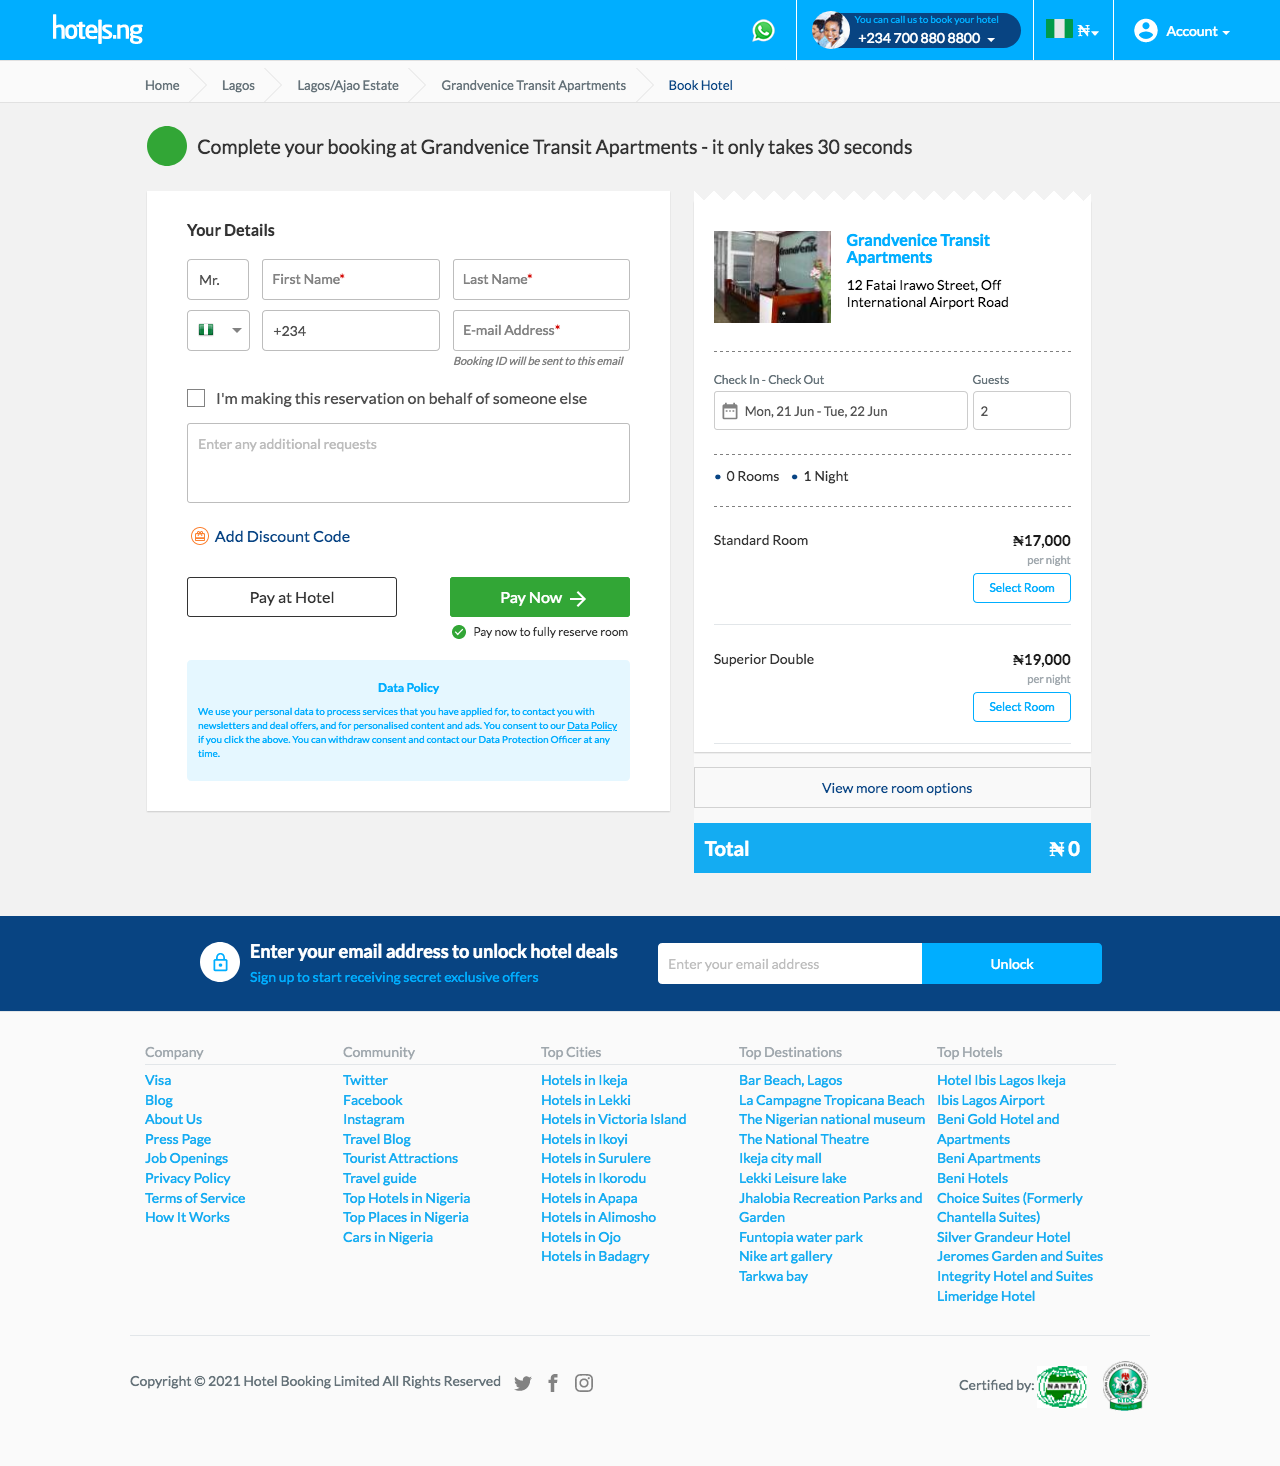 hotels.ng
You can call us to book your hotel
+234 700 880 8800
₦
Account
Home
Lagos
Lagos/Ajao Estate
Grandvenice Transit Apartments
Book Hotel
Complete your booking at Grandvenice Transit Apartments - it only takes 30 seconds
Your Details
Mr.
First Name*
Last Name*
+234
E-mail Address*
Booking ID will be sent to this email
I'm making this reservation on behalf of someone else
Enter any additional requests
Add Discount Code
Pay at Hotel
Pay Now
Pay now to fully reserve room
Data Policy
We use your personal data to process services that you have applied for, to contact you with
newsletters and deal offers, and for personalised content and ads. You consent to our Data Policy
if you click the above. You can withdraw consent and contact our Data Protection Officer at any
time.
Grandvenice Transit
Apartments
12 Fatai Irawo Street, Off
International Airport Road
Check In - Check Out
Guests
Mon, 21 Jun - Tue, 22 Jun
2
• 0 Rooms • 1 Night
Standard Room
₦17,000
per night
Select Room
Superior Double
₦19,000
per night
Select Room
View more room options
Total
₦ 0
Enter your email address to unlock hotel deals
Sign up to start receiving secret exclusive offers
Enter your email address
Unlock
Company
Visa
Blog
About Us
Press Page
Job Openings
Privacy Policy
Terms of Service
How It Works
Community
Twitter
Facebook
Instagram
Travel Blog
Tourist Attractions
Travel guide
Top Hotels in Nigeria
Top Places in Nigeria
Cars in Nigeria
Top Cities
Hotels in Ikeja
Hotels in Lekki
Hotels in Victoria Island
Hotels in Ikoyi
Hotels in Surulere
Hotels in Ikorodu
Hotels in Apapa
Hotels in Alimosho
Hotels in Ojo
Hotels in Badagry
Top Destinations
Bar Beach, Lagos
La Campagne Tropicana Beach
The Nigerian national museum
The National Theatre
Ikeja city mall
Lekki Leisure lake
Jhalobia Recreation Parks and
Garden
Funtopia water park
Nike art gallery
Tarkwa bay
Top Hotels
Hotel Ibis Lagos Ikeja
Ibis Lagos Airport
Beni Gold Hotel and
Apartments
Beni Apartments
Beni Hotels
Choice Suites (Formerly
Chantella Suites)
Silver Grandeur Hotel
Jeromes Garden and Suites
Integrity Hotel and Suites
Limeridge Hotel
Copyright © 2021 Hotel Booking Limited All Rights Reserved
Certified by:
NANTA